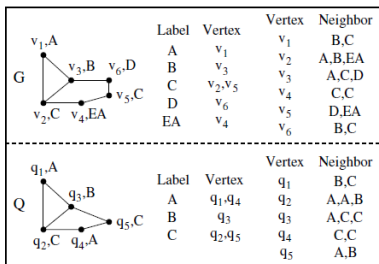 G
v1,A
v3,B
v6,D
v5,C
v2,C v4,EA
Label Vertex
A v1
B v3
C v2,v5
D v6
EA v4
Vertex Neighbor
v1 B,C
v2 A,B,EA
v3 A,C,D
v4 C,C
v5 D,EA
v6 B,C
Q
q1,A
q3,B
q5,C
q2,C q4,A
Label Vertex
A q1,q4
B q3
C q2,q5
Vertex Neighbor
q1 B,C
q2 A,A,B
q3 A,C,C
q4 C,C
q5 A,B